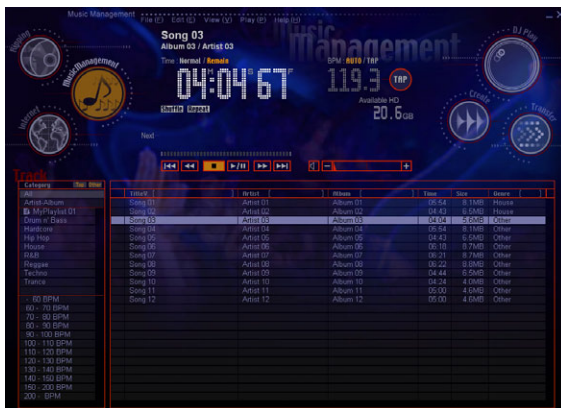 Music Management
File (F) Edit (E) View (V) Play (P) Help (H)
Music
Management
Song 03
Album 03 / Artist 03
Time : Normal / Remain
BPM : AUTO / TAP
04:04 67
119.3
TAP
Shuffle Repeat
Available HD
20.6GB
Next
Ripping
Music Management
Internet
DJ Play
Create
Transfer
Track
Category
All
Artist-Album
MyPlaylist 01
Drum n' Bass
Hardcore
Hip Hop
House
R&B
Reggae
Techno
Trance
- 60 BPM
60 - 70 BPM
70 - 80 BPM
80 - 90 BPM
90 - 100 BPM
100 - 110 BPM
110 - 120 BPM
120 - 130 BPM
130 - 140 BPM
140 - 150 BPM
150 - 200 BPM
200 - BPM
Title Artist Album Time Size Genre
Song 01 Artist 01 Album 01 05:54 8.1MB House
Song 02 Artist 02 Album 02 04:43 6.5MB House
Song 03 Artist 03 Album 03 04:04 5.6MB Other
Song 04 Artist 04 Album 04 05:54 8.1MB Other
Song 05 Artist 05 Album 05 04:43 6.5MB Other
Song 06 Artist 06 Album 06 06:10 8.7MB Other
Song 07 Artist 07 Album 07 06:21 8.7MB Other
Song 08 Artist 08 Album 08 06:22 8.8MB Other
Song 09 Artist 09 Album 09 04:44 6.5MB Other
Song 10 Artist 10 Album 10 04:24 4.0MB Other
Song 11 Artist 11 Album 11 05:00 4.6MB Other
Song 12 Artist 12 Album 12 05:00 4.6MB Other